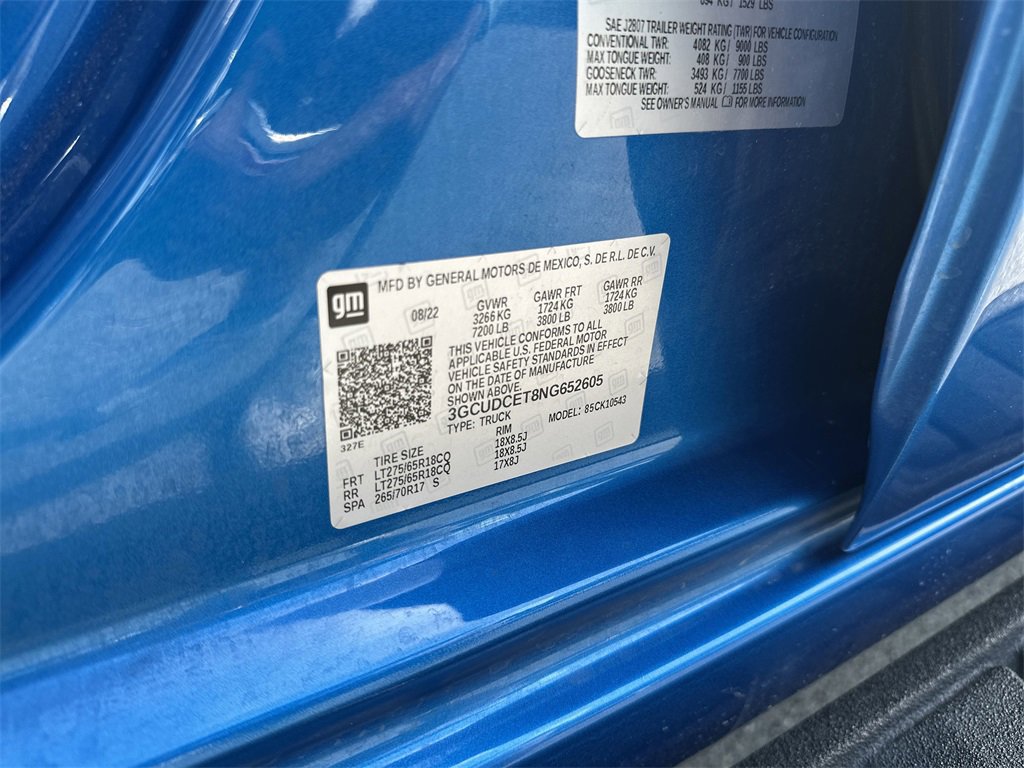 694 KG / 1529 LBS
SAE J2807 TRAILER WEIGHT RATING (TWR) FOR VEHICLE CONFIGURATION
CONVENTIONAL TWR: 4082 KG / 9000 LBS
MAX TONGUE WEIGHT: 408 KG / 900 LBS
GOOSENECK TWR: 3493 KG / 7700 LBS
MAX TONGUE WEIGHT: 524 KG / 1155 LBS
SEE OWNER'S MANUAL FOR MORE INFORMATION
gm
MFD BY GENERAL MOTORS DE MEXICO, S. DE R.L. DE C.V.
08/22 GVWR GAWR FRT GAWR RR
3266 KG 1724 KG 1724 KG
7200 LB 3800 LB 3800 LB
THIS VEHICLE CONFORMS TO ALL
APPLICABLE U.S. FEDERAL MOTOR
VEHICLE SAFETY STANDARDS IN EFFECT
ON THE DATE OF MANUFACTURE
SHOWN ABOVE.
3GCUDCET8NG652605
TYPE: TRUCK MODEL: 85CK10543
327E
TIRE SIZE RIM
FRT LT275/65R18CQ 18X8.5J
RR LT275/65R18CQ 18X8.5J
SPA 265/70R17 S 17X8J